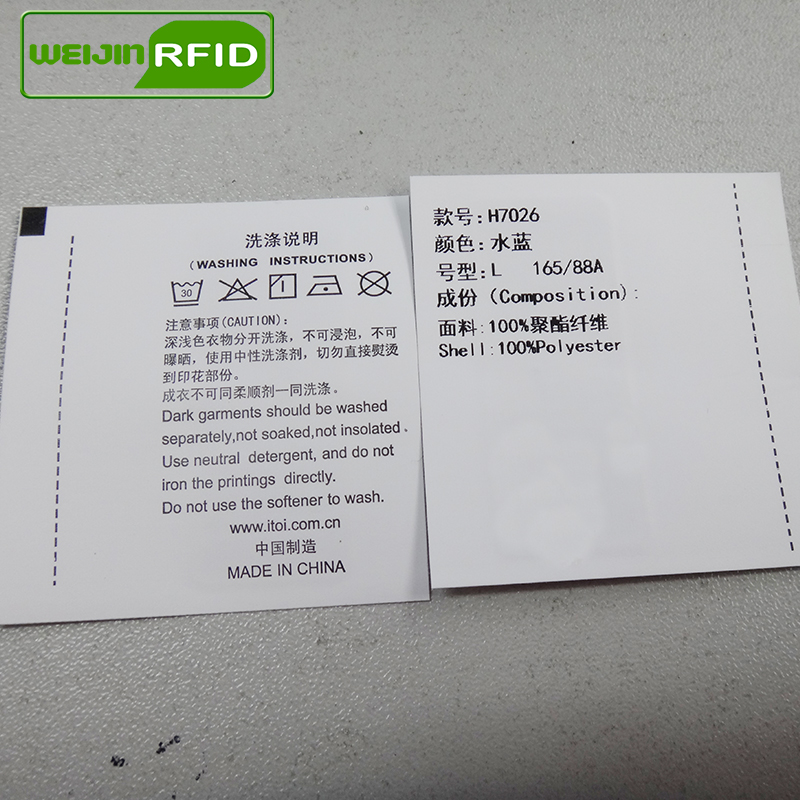 WEIJIN RFID
洗涤说明
(WASHING INSTRUCTIONS)
30
注意事项(CAUTION)：
深浅色衣物分开洗涤，不可浸泡，不可
曝晒，使用中性洗涤剂，切勿直接熨烫
到印花部份。
成衣不可同柔顺剂一同洗涤。
Dark garments should be washed
separately,not soaked,not insolated.
Use neutral detergent, and do not
iron the printings directly.
Do not use the softener to wash.
www.itoi.com.cn
中国制造
MADE IN CHINA
款号:H7026
颜色:水蓝
号型:L 165/88A
成份(Composition):
面料:100%聚酯纤维
Shell:100%Polyester